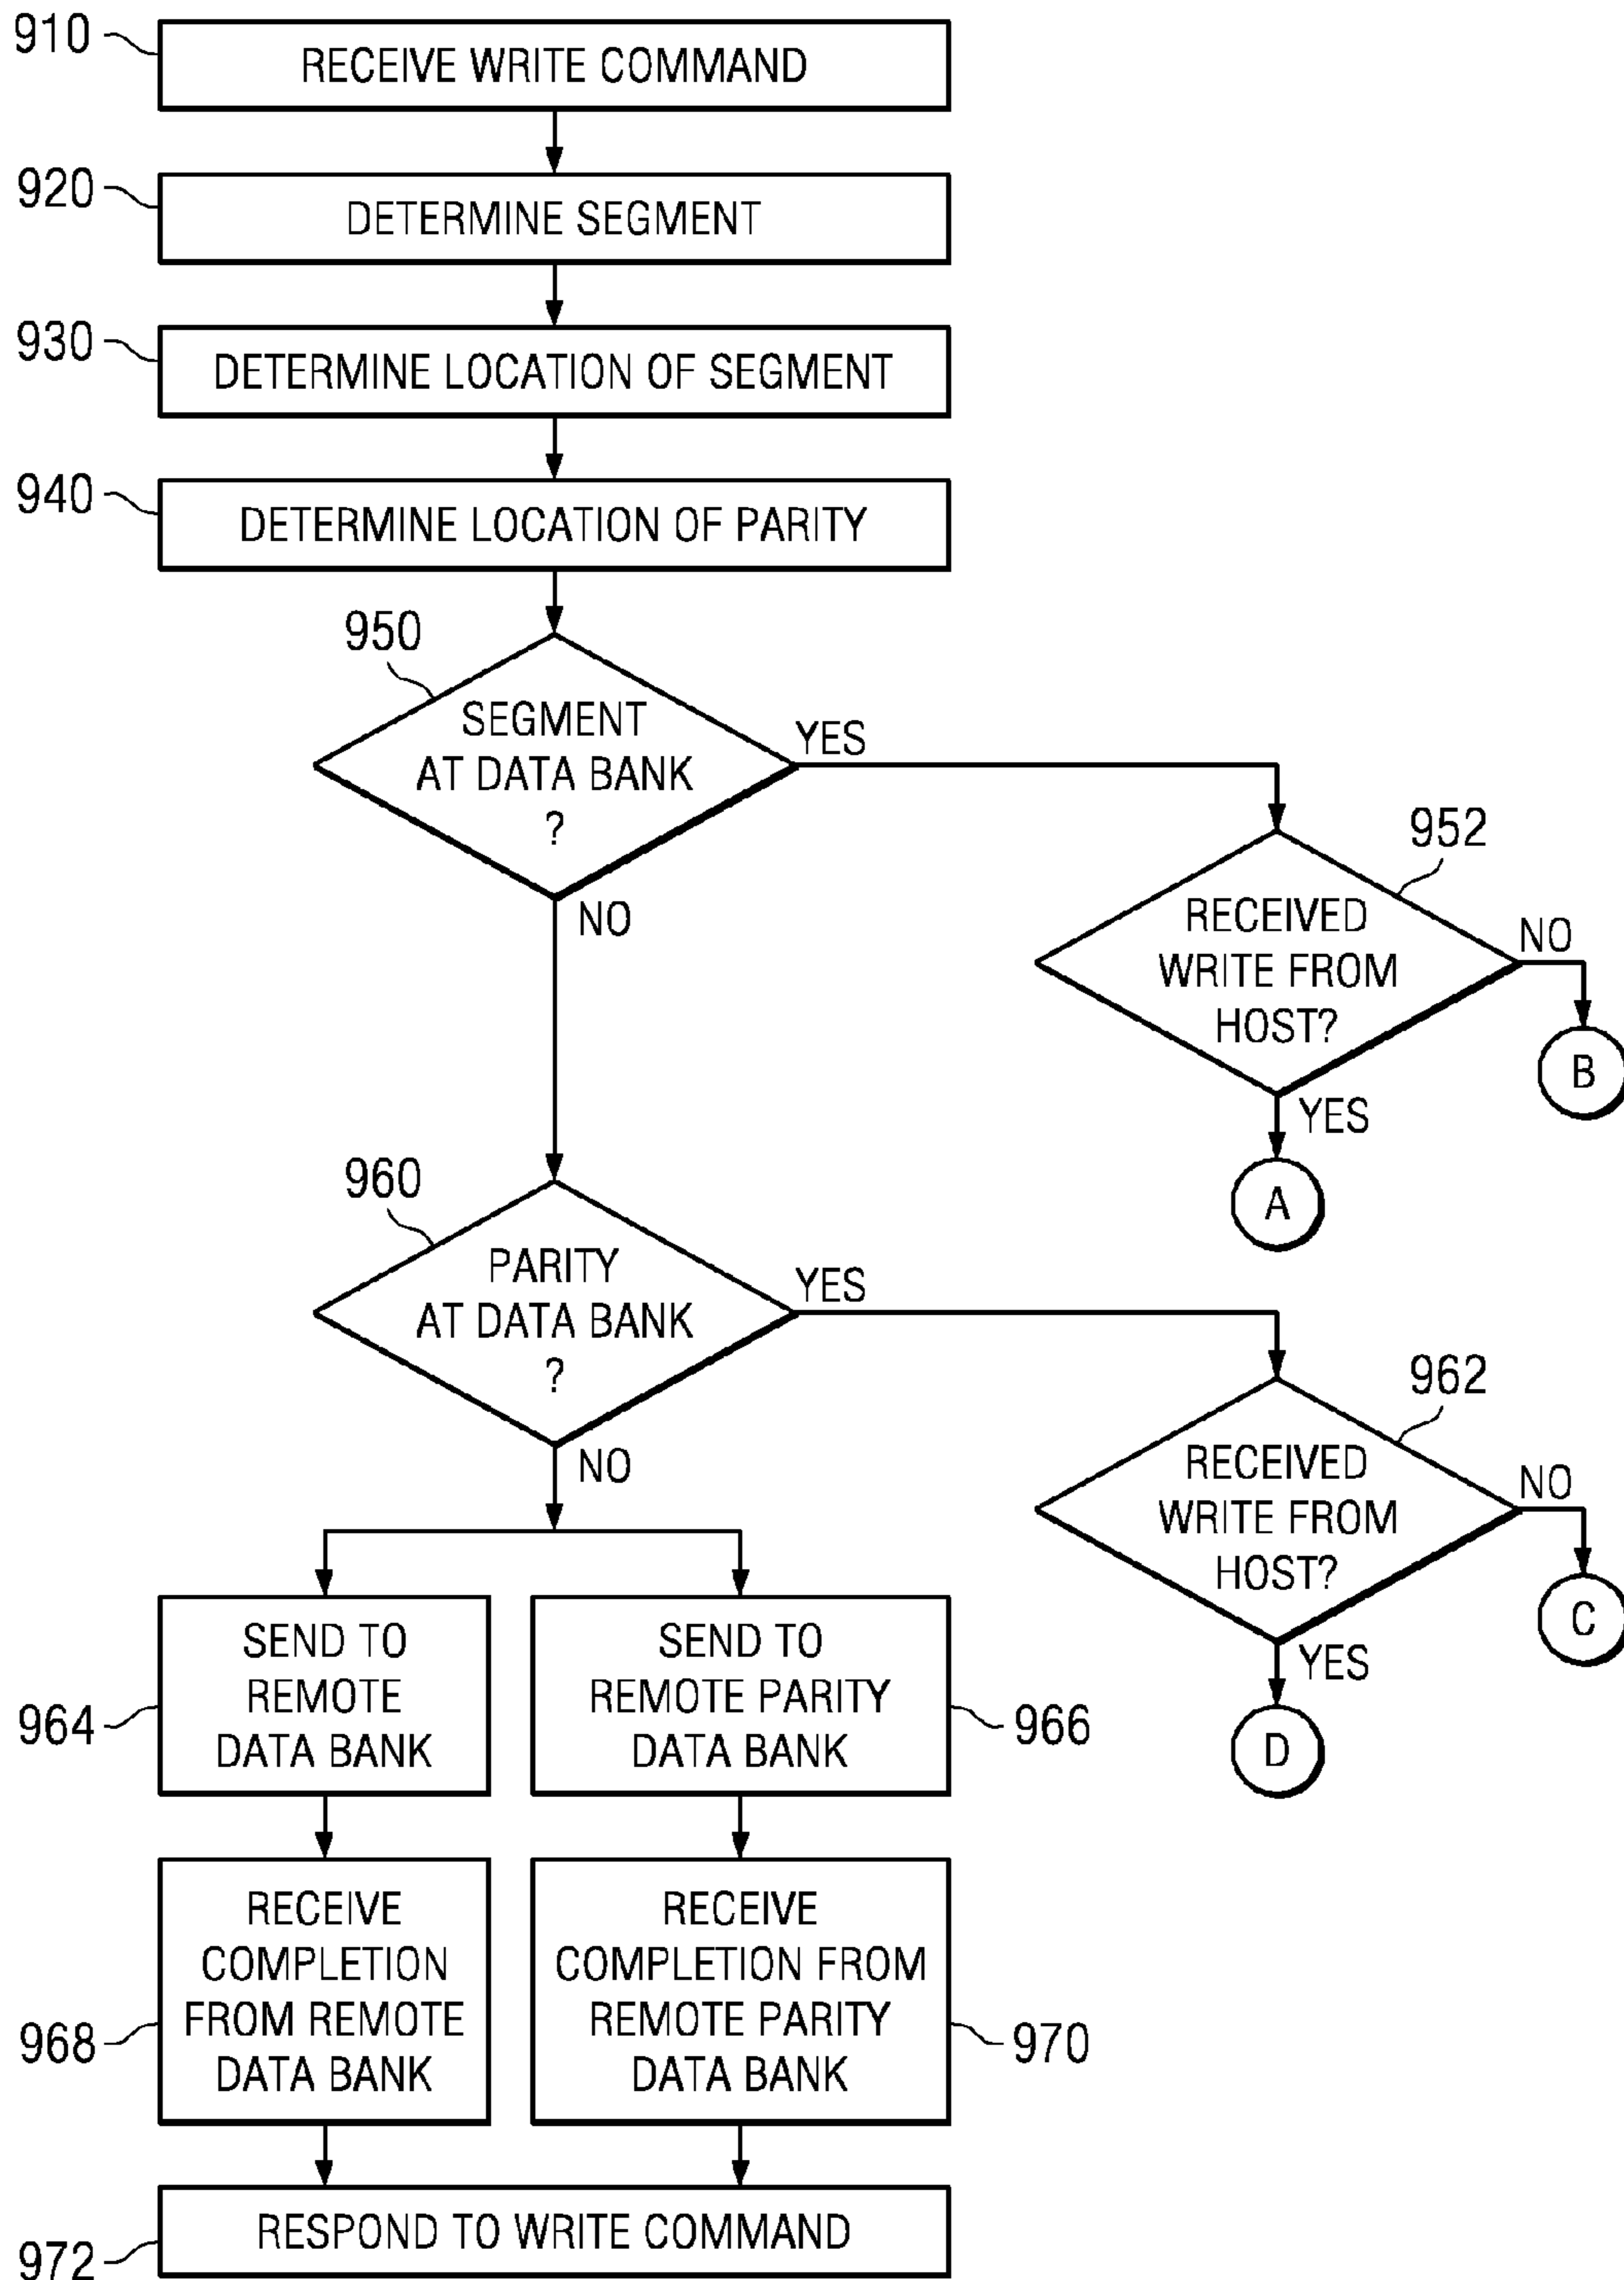 910
RECEIVE WRITE COMMAND
920
DETERMINE SEGMENT
930
DETERMINE LOCATION OF SEGMENT
940
DETERMINE LOCATION OF PARITY
950
SEGMENT
AT DATA BANK
?
YES
NO
952
RECEIVED
WRITE FROM
HOST?
NO
B
YES
A
960
PARITY
AT DATA BANK
?
YES
NO
962
RECEIVED
WRITE FROM
HOST?
NO
C
YES
D
964
SEND TO
REMOTE
DATA BANK
SEND TO
REMOTE PARITY
DATA BANK
966
968
RECEIVE
COMPLETION
FROM REMOTE
DATA BANK
RECEIVE
COMPLETION FROM
REMOTE PARITY
DATA BANK
970
972
RESPOND TO WRITE COMMAND